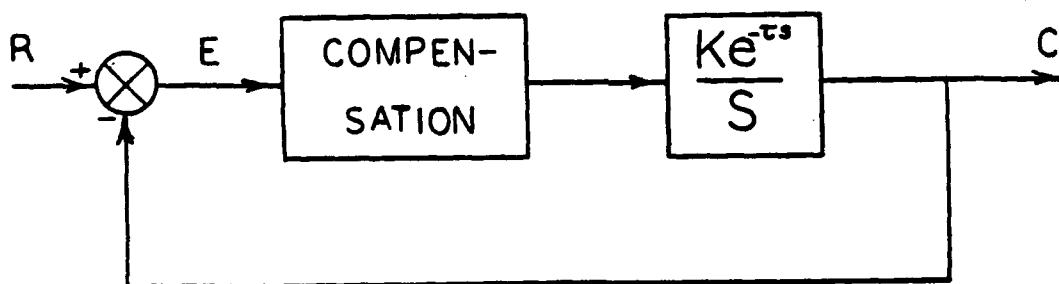 R
+
-
E
COMPEN-
SATION
Ke^-τs
S
C